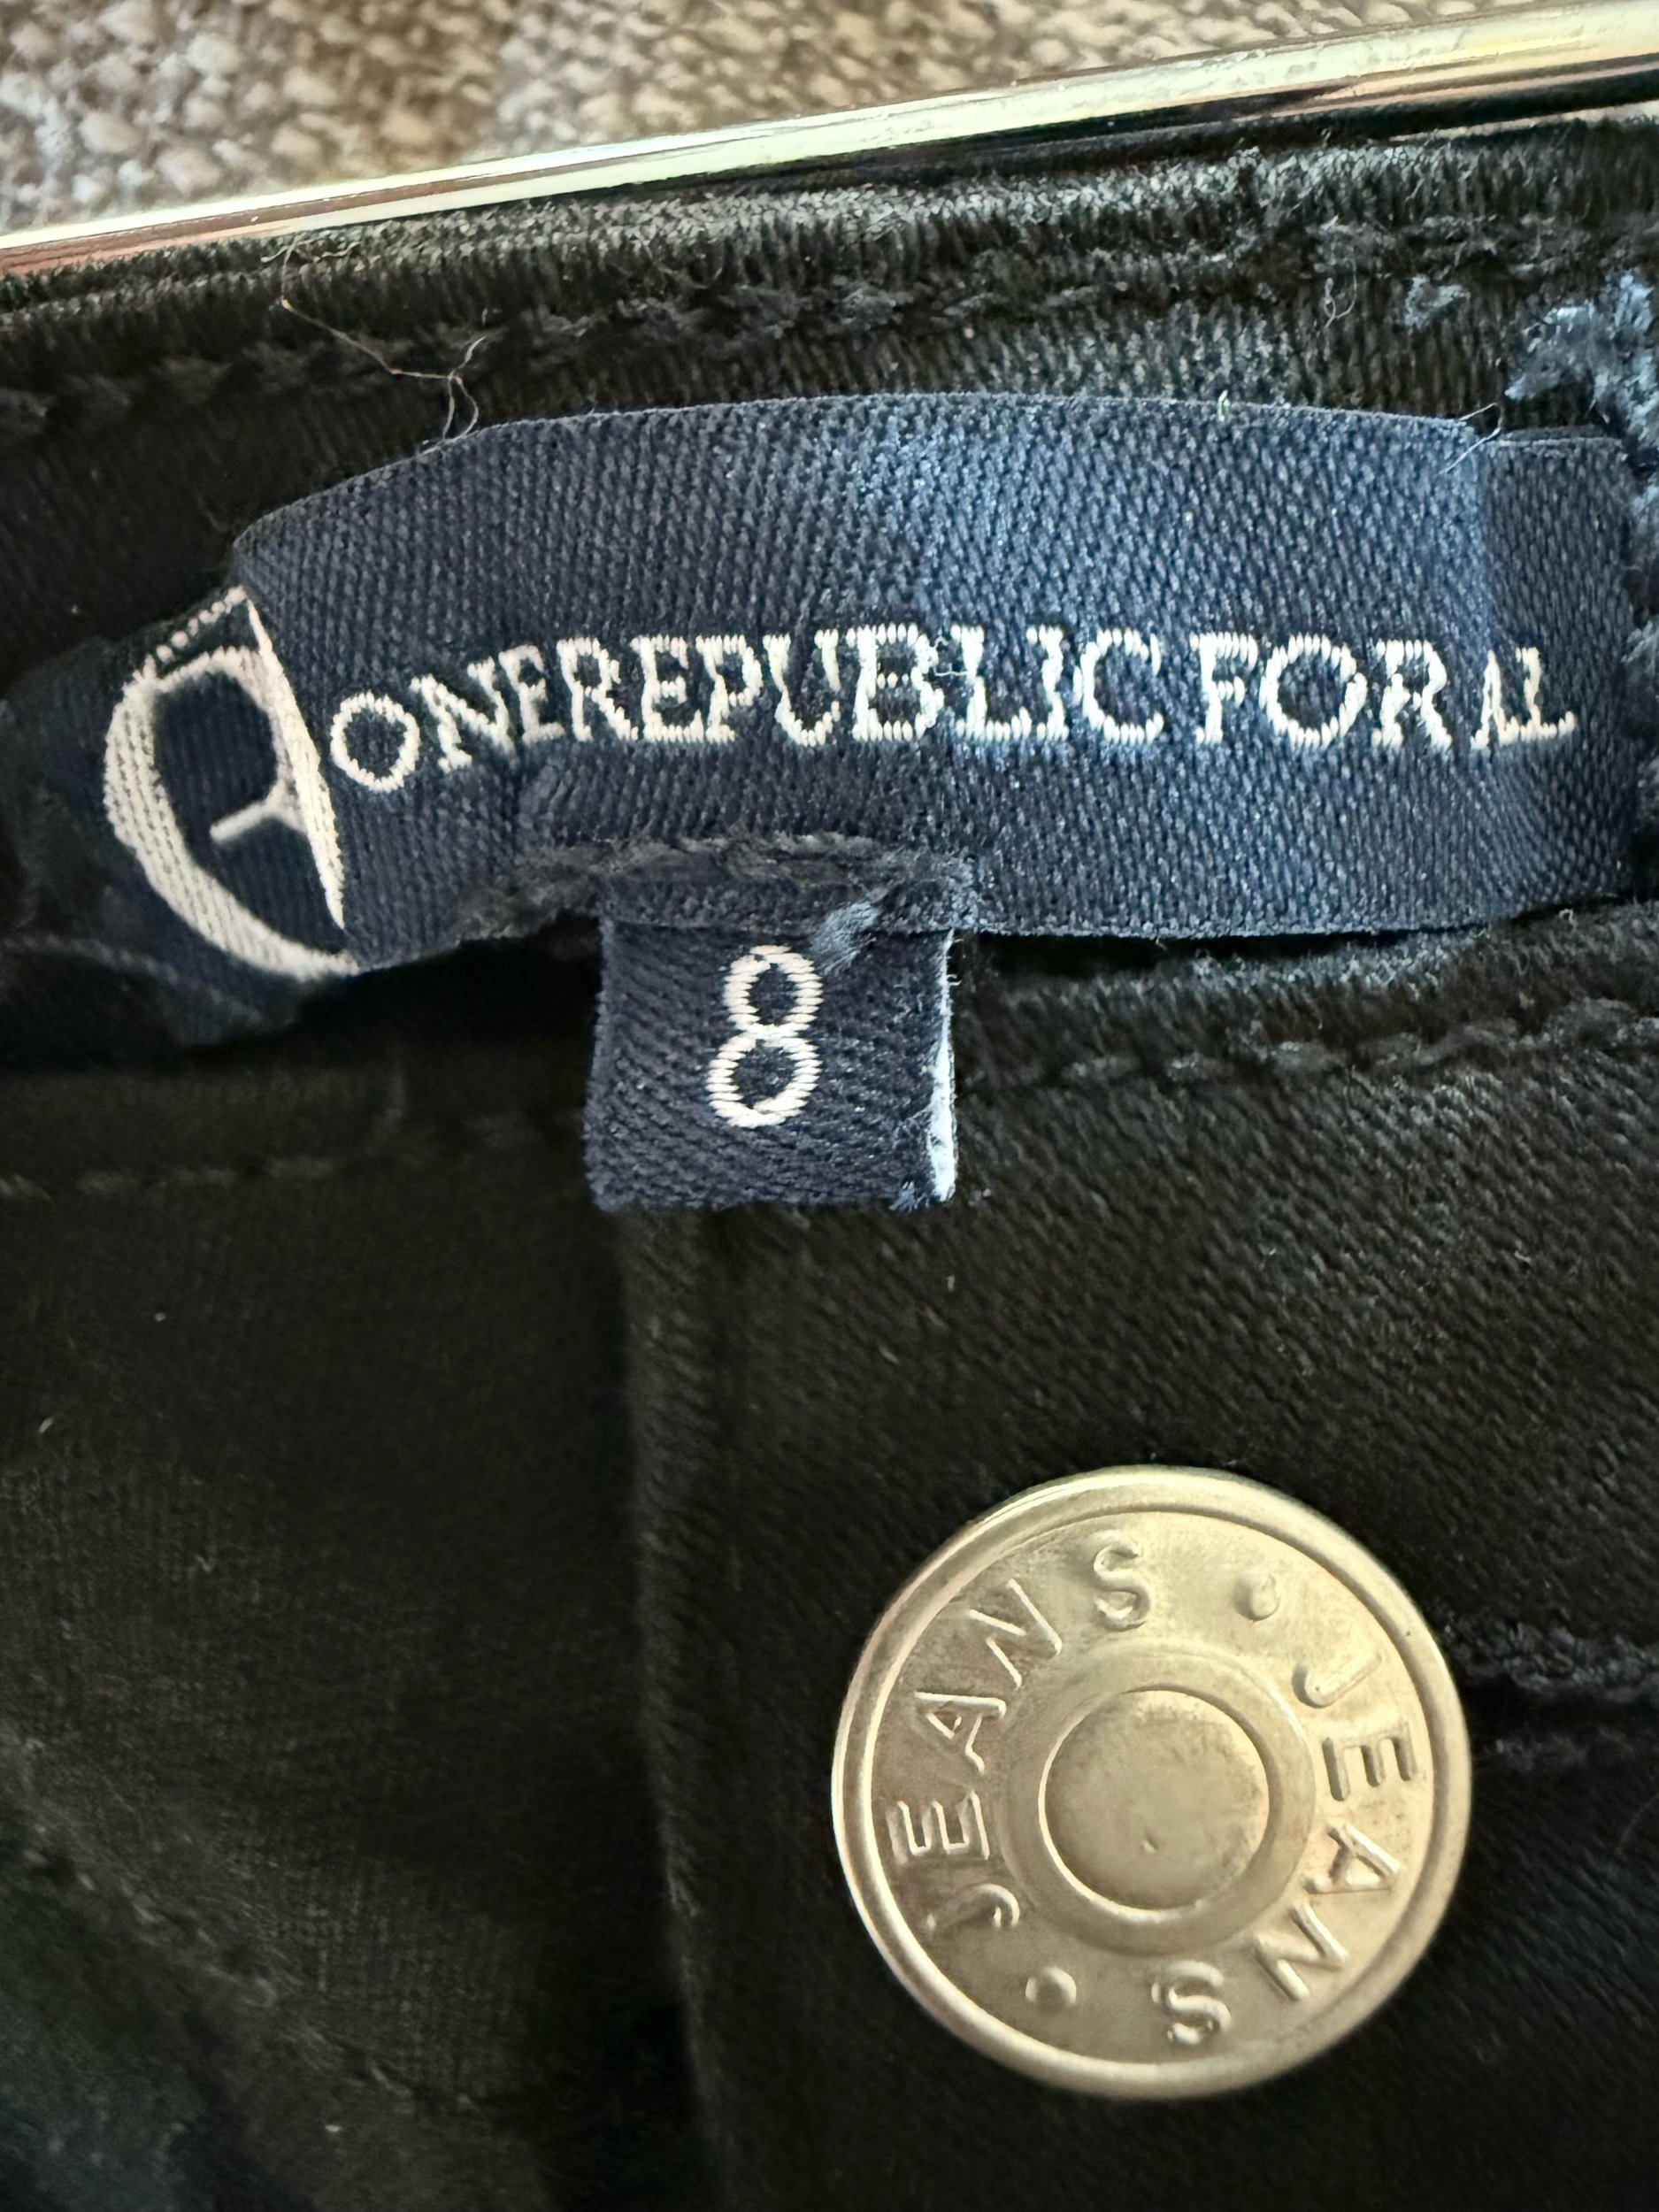 ONEREPUBLIC FOR AL
8
JEANS • JEANS •